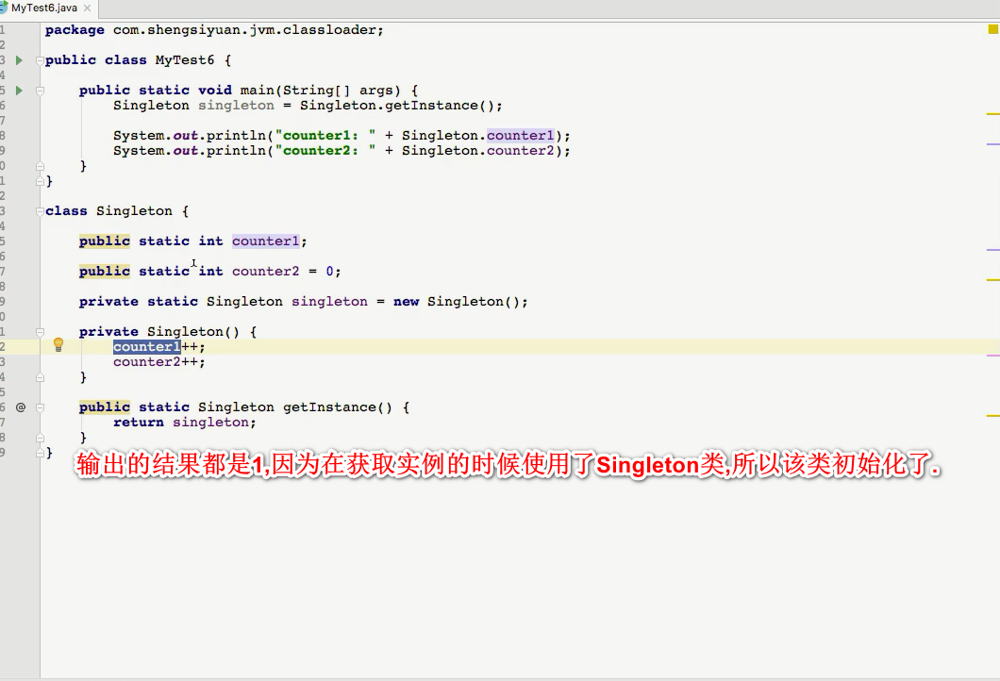 MyTest6.java
package com.shengsiyuan.jvm.classloader;
public class MyTest6 {
public static void main(String[] args) {
Singleton singleton = Singleton.getInstance();
System.out.println("counter1: " + Singleton.counter1);
System.out.println("counter2: " + Singleton.counter2);
}
}
class Singleton {
public static int counter1;
public static int counter2 = 0;
private static Singleton singleton = new Singleton();
private Singleton() {
counter1++;
counter2++;
}
@ public static Singleton getInstance() {
return singleton;
}
}
输出的结果都是1,因为在获取实例的时候使用了Singleton类,所以该类初始化了.